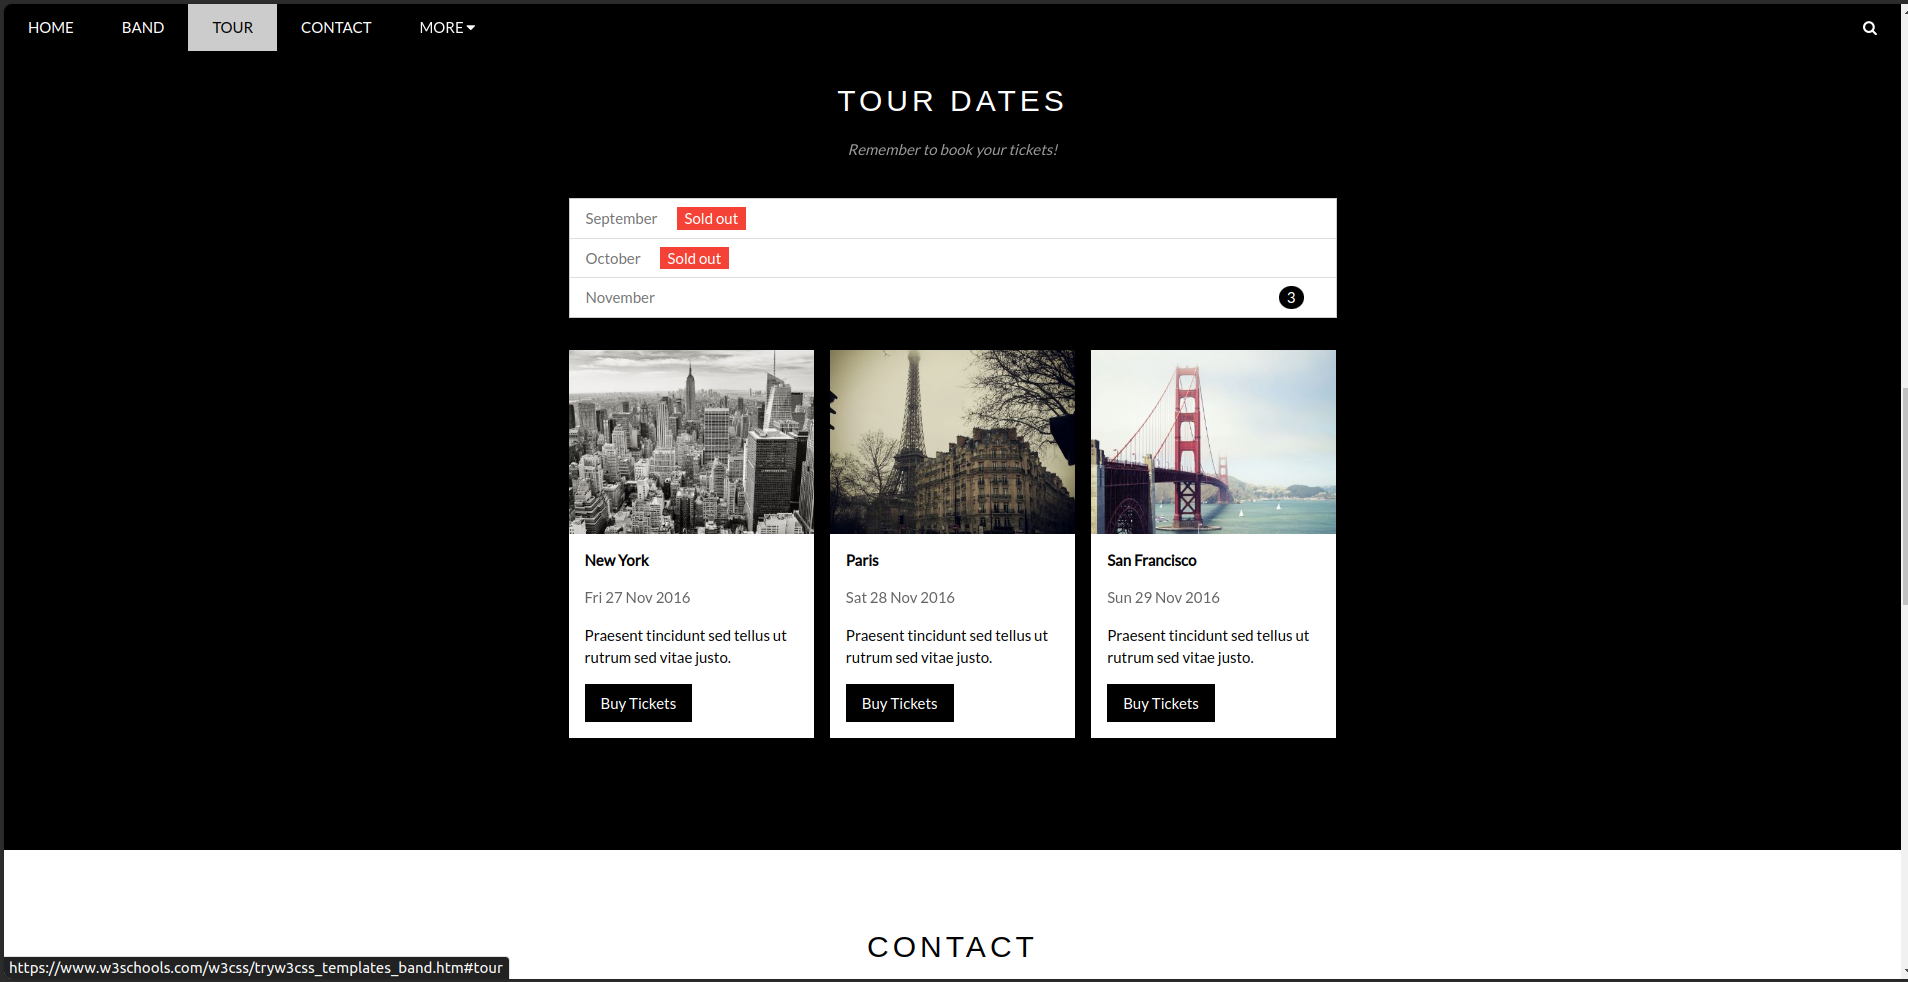 HOME BAND TOUR CONTACT MORE
TOUR DATES
Remember to book your tickets!
September Sold out
October Sold out
November 3
New York
Fri 27 Nov 2016
Praesent tincidunt sed tellus ut
rutrum sed vitae justo.
Buy Tickets
Paris
Sat 28 Nov 2016
Praesent tincidunt sed tellus ut
rutrum sed vitae justo.
Buy Tickets
San Francisco
Sun 29 Nov 2016
Praesent tincidunt sed tellus ut
rutrum sed vitae justo.
Buy Tickets
CONTACT
https://www.w3schools.com/w3css/tryw3css_templates_band.htm#tour